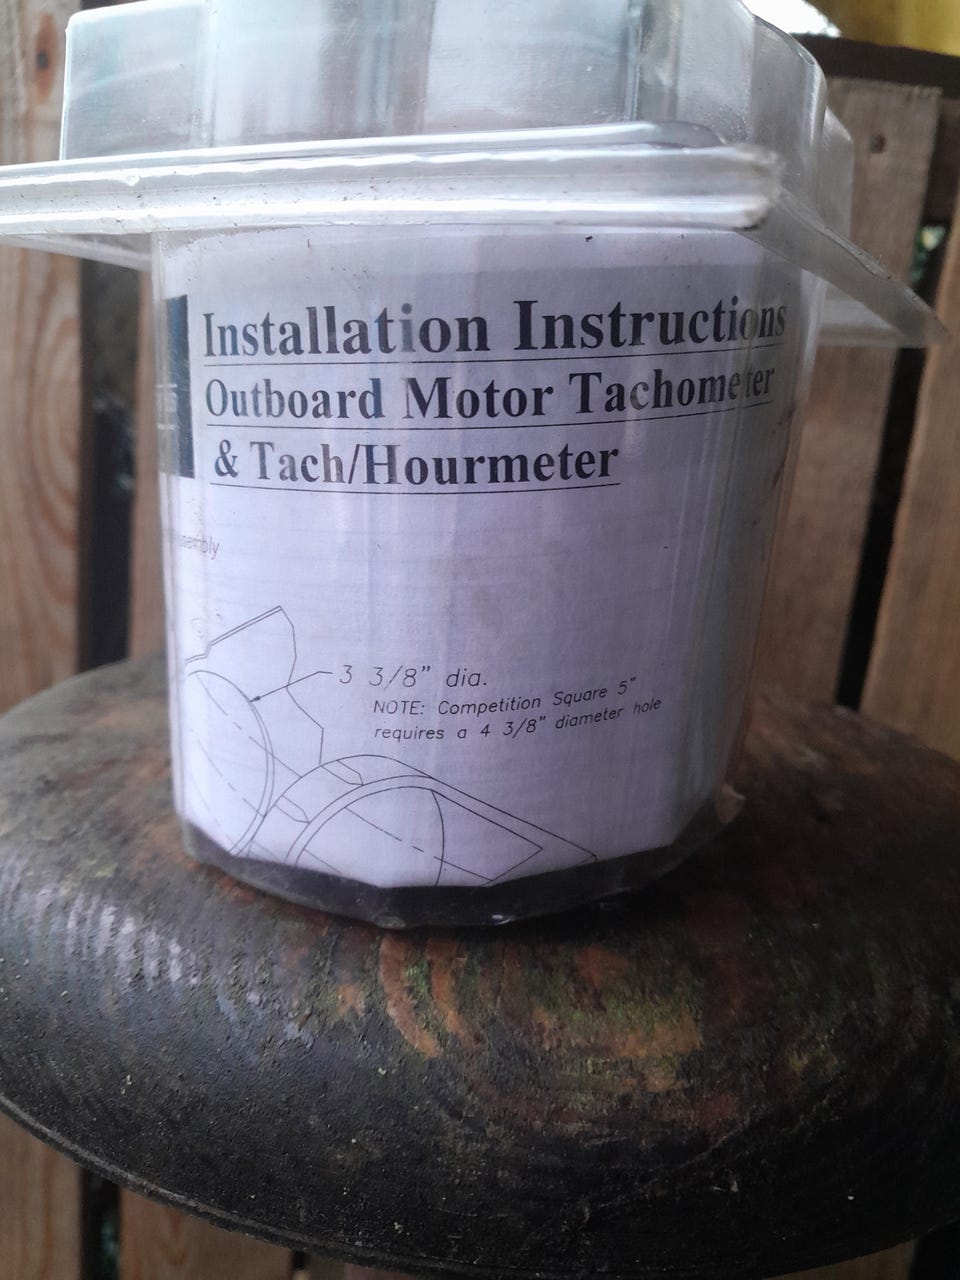 Installation Instructions
Outboard Motor Tachometer
& Tach/Hourmeter
sembly
3 3/8" dia.
NOTE: Competition Square 5"
requires a 4 3/8" diameter hole